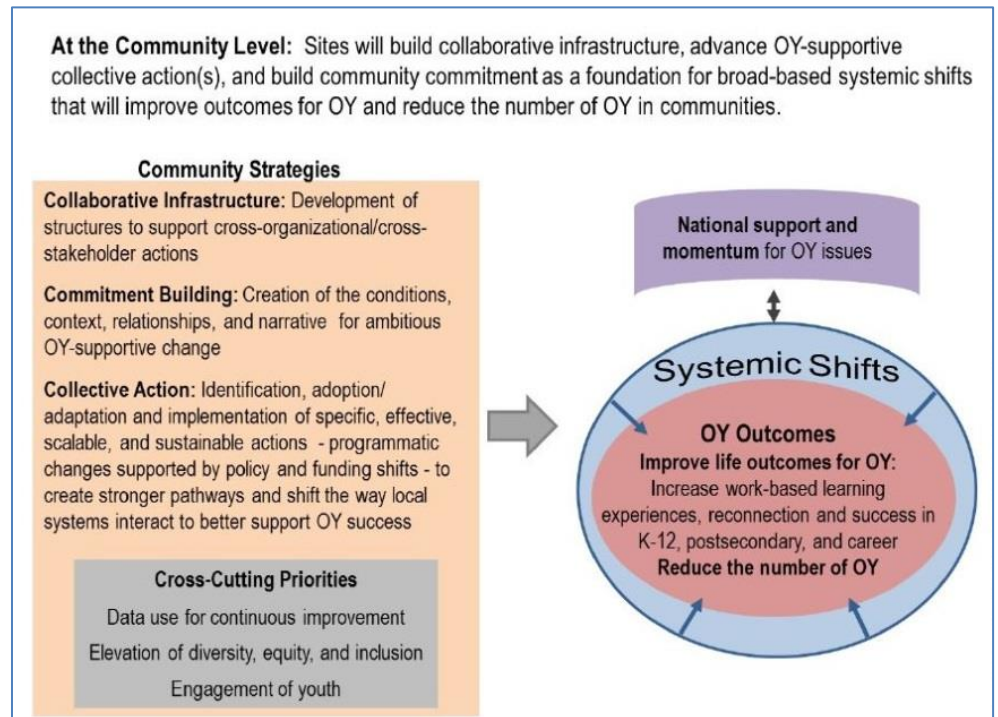 At the Community Level: Sites will build collaborative infrastructure, advance OY-supportive
collective action(s), and build community commitment as a foundation for broad-based systemic shifts
that will improve outcomes for OY and reduce the number of OY in communities.
Community Strategies
Collaborative Infrastructure: Development of
structures to support cross-organizational/cross-
stakeholder actions
Commitment Building: Creation of the conditions,
context, relationships, and narrative for ambitious
OY-supportive change
Collective Action: Identification, adoption/
adaptation and implementation of specific, effective,
scalable, and sustainable actions - programmatic
changes supported by policy and funding shifts - to
create stronger pathways and shift the way local
systems interact to better support OY success
Cross-Cutting Priorities
Data use for continuous improvement
Elevation of diversity, equity, and inclusion
Engagement of youth
National support and
momentum for OY issues
Systemic Shifts
OY Outcomes
Improve life outcomes for OY:
Increase work-based learning
experiences, reconnection and success in
K-12, postsecondary, and career
Reduce the number of OY